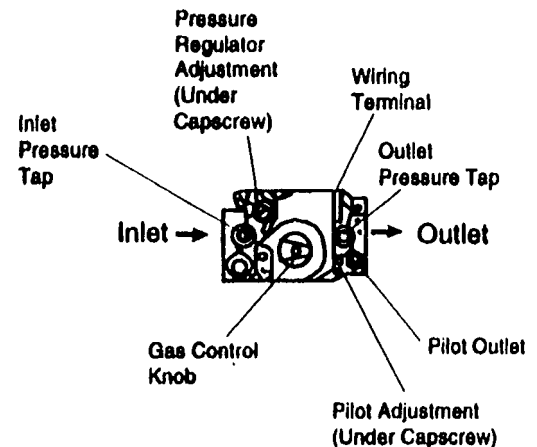 Pressure
Regulator
Adjustment
(Under
Capscrew)
Wiring
Terminal
Inlet
Pressure
Tap
Outlet
Pressure Tap
Inlet
Outlet
Gas Control
Knob
Pilot Outlet
Pilot Adjustment
(Under Capscrew)